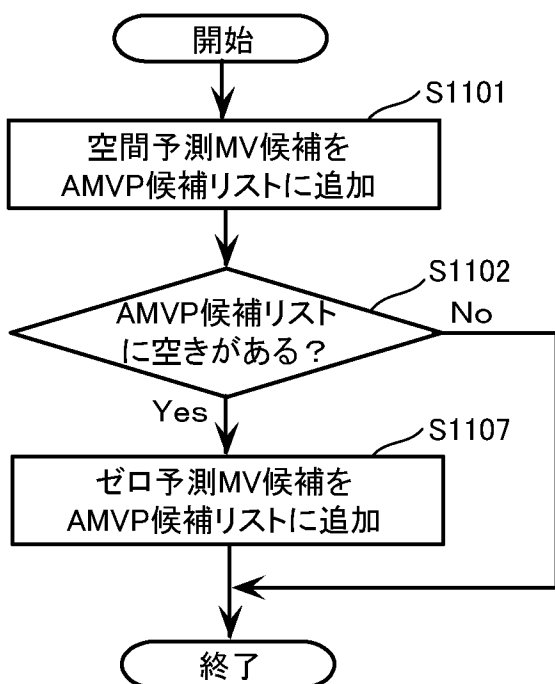 開始
S1101
空間予測MV候補を
AMVP候補リストに追加
S1102
AMVP候補リスト
に空きがある？
No
Yes
S1107
ゼロ予測MV候補を
AMVP候補リストに追加
終了